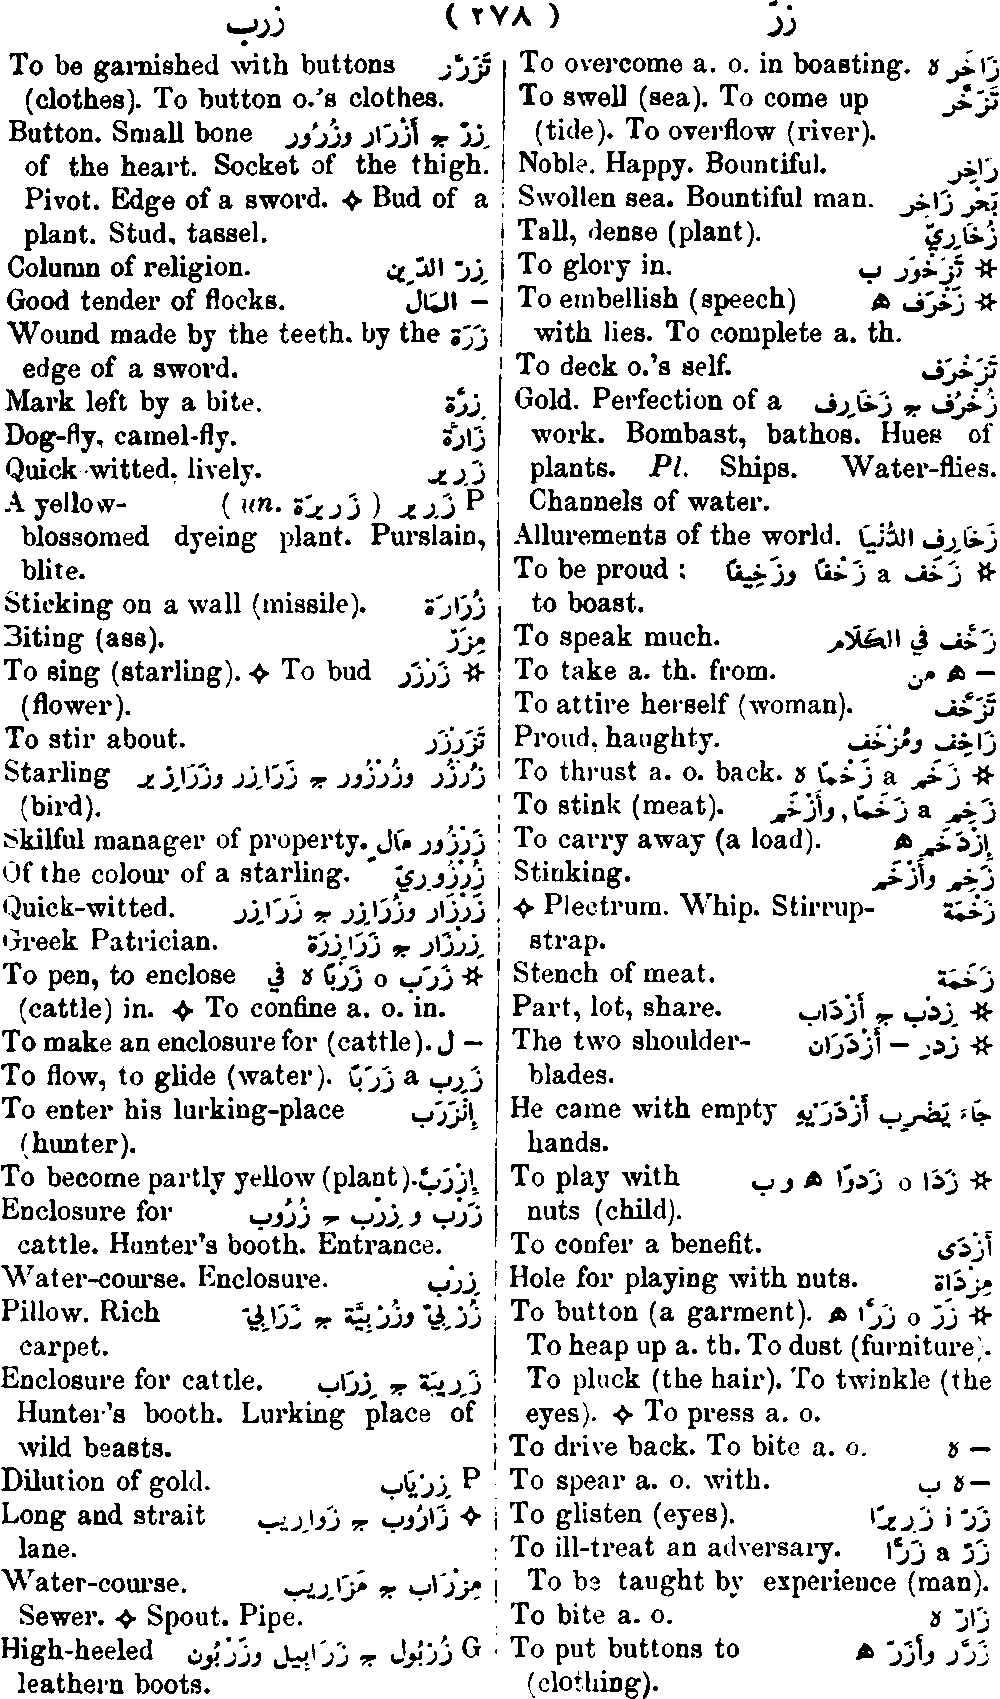 زرب ( ٢٧٨ ) زرّ
To overcome a. o. in boasting. زَاخَر ه
To swell (sea). To come up تَزَخَّر
(tide). To overflow (river).
Noble. Happy. Bountiful. زَاخِر
Swollen sea. Bountiful man. بَحْر زَاخِر
Tall, dense (plant). زُخَارِيّ
To glory in. ✲ تَزَخْوَر ب
To embellish (speech) ✲ زَخْرَف ه
with lies. To complete a. th.
To deck o.'s self. تَزَخْرَف
Gold. Perfection of a زُخْرُف ج زَخَارِف
work. Bombast, bathos. Hues of
plants. Pl. Ships. Water-flies.
Channels of water.
Allurements of the world. زَخَارِف الدُّنْيَا
To be proud : ✲ زَخَف a زَخْفًا وزَخِيفًا
to boast.
To speak much. زَخَّف في الكَلَام
To take a. th. from. — ه من
To attire herself (woman). تَزَخَّف
Proud, haughty. زَاخِف ومُزْخَف
To thrust a. o. back. ✲ زَخَم a زَخْمًا ه
To stink (meat). زَخِم a زَخَمًا, وأَزْخَم
To carry away (a load). إِزْدَخَم ه
Stinking. زَخِم وأَزْخَم
✧ Plectrum. Whip. Stirrup- زَخْمَة
strap.
Stench of meat. زَخَمَة
Part, lot, share. ✲ زِدْب ج أَزْدَاب
The two shoulder- ✲ زدر – أَزْدَرَان
blades.
He came with empty جَاءَ يَضْرِب أَزْدَرَيْهِ
hands.
To play with ✲ زَدَا o زَدْوًا ه و ب
nuts (child).
To confer a benefit. أَزْدَى
Hole for playing with nuts. مِزْدَاة
To button (a garment). ✲ زَرّ o زَرًّا ه
To heap up a. th. To dust (furniture).
To pluck (the hair). To twinkle (the
eyes). ✧ To press a. o.
To drive back. To bite a. o. — ه
To spear a. o. with. — ه ب
To glisten (eyes). زَرّ i زَرِيرًا
To ill-treat an adversary. زَرّ a زَرًّا
To be taught by experience (man).
To bite a. o. زَارّ ه
To put buttons to زَرَّر وأَزَرّ ه
(clothing).
To be garnished with buttons تَزَرَّر
(clothes). To button o.'s clothes.
Button. Small bone زِرّ ج أَزْرَار وزُرُور
of the heart. Socket of the thigh.
Pivot. Edge of a sword. ✧ Bud of a
plant. Stud, tassel.
Column of religion. زِرّ الدِّين
Good tender of flocks. — المَال
Wound made by the teeth, by the زَرَّة
edge of a sword.
Mark left by a bite. زِرَّة
Dog-fly, camel-fly. زَارَّة
Quick-witted, lively. زَرِير
A yellow- ( un. زَرِيرَة ) زَرِير P
blossomed dyeing plant. Purslain,
blite.
Sticking on a wall (missile). زُرَارَة
Biting (ass). مِزَرّ
To sing (starling). ✧ To bud ✲ زَرْزَر
(flower).
To stir about. تَزَرْزَر
Starling زُرْزُر وزُرْزُور ج زَرَازِر وزَرَازِير
(bird).
Skilful manager of property. زُرْزُور مَال
Of the colour of a starling. زُرْزُورِيّ
Quick-witted. زَرْزَار وزُرَازِر ج زَرَازِر
Greek Patrician. زِرْزَار ج زَرَازِرَة
To pen, to enclose ✲ زَرَب o زَرْبًا ه في
(cattle) in. ✧ To confine a. o. in.
To make an enclosure for (cattle). — ل
To flow, to glide (water). زَرِب a زَرَبًا
To enter his lurking-place إِنْزَرَب
(hunter).
To become partly yellow (plant). إِزْرَبّ
Enclosure for زَرْب و زِرْب ج زُرُوب
cattle. Hunter's booth. Entrance.
Water-course. Enclosure. زِرْب
Pillow. Rich زُرْبِيّ وزُرْبِيَّة ج زَرَابِيّ
carpet.
Enclosure for cattle. زَرِيبَة ج زِرَاب
Hunter's booth. Lurking place of
wild beasts.
Dilution of gold. زِرْيَاب P
Long and strait ✧ زَارُوب ج زَوَارِيب
lane.
Water-course. مِزْرَاب ج مَزَارِيب
Sewer. ✧ Spout. Pipe.
High-heeled زُرْبُول ج زَرَابِيل وزَرْبُون G
leathern boots.